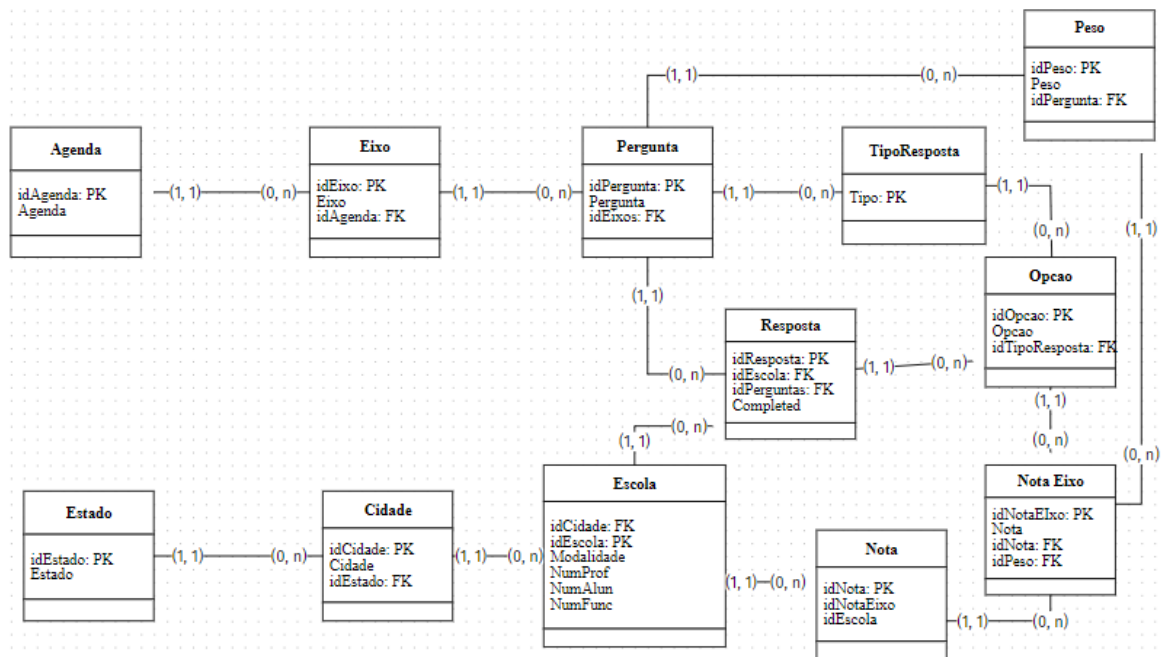 Peso
idPeso: PK
Peso
idPergunta: FK
(1, 1)
(0, n)
Agenda
idAgenda: PK
Agenda
(1, 1)
(0, n)
Eixo
idEixo: PK
Eixo
idAgenda: FK
(1, 1)
(0, n)
Pergunta
idPergunta: PK
Pergunta
idEixos: FK
(1, 1)
(0, n)
TipoResposta
Tipo: PK
(1, 1)
(0, n)
(1, 1)
Opcao
idOpcao: PK
Opcao
idTipoResposta: FK
(1, 1)
(0, n)
Resposta
idResposta: PK
idEscola: FK
idPerguntas: FK
Completed
(1, 1)
(0, n)
(1, 1)
(0, n)
(0, n)
(1, 1)
(0, n)
Estado
idEstado: PK
Estado
(1, 1)
(0, n)
Cidade
idCidade: PK
Cidade
idEstado: FK
(1, 1)
(0, n)
Escola
idCidade: FK
idEscola: PK
Modalidade
NumProf
NumAlun
NumFunc
(1, 1)
(0, n)
Nota
idNota: PK
idNotaEixo
idEscola
(1, 1)
(0, n)
Nota Eixo
idNotaEIxo: PK
Nota
idNota: FK
idPeso: FK